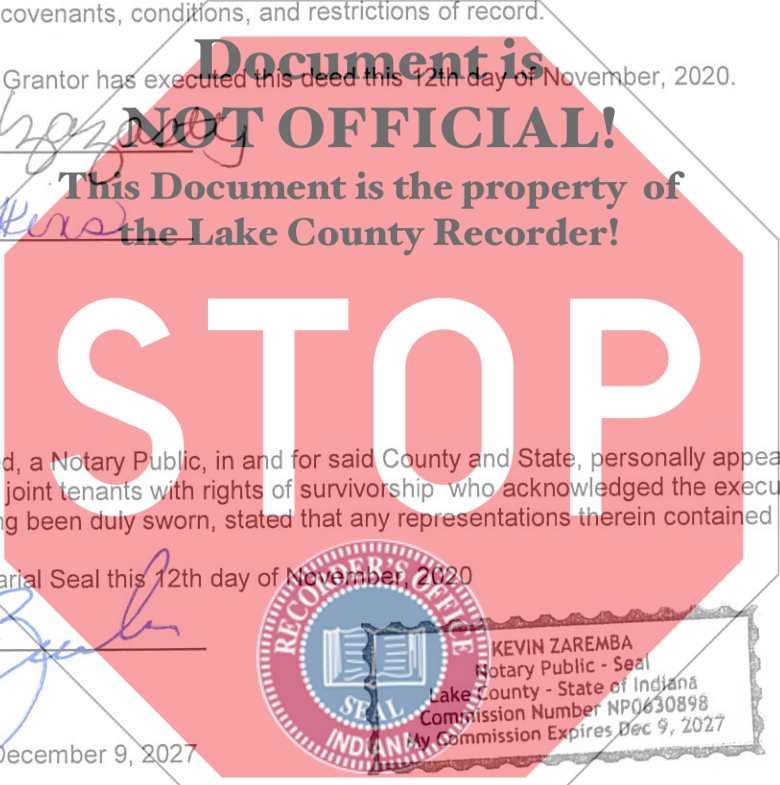 covenants, conditions, and restrictions of record.
Document is
Grantor has executed this deed this 12th day of November, 2020.
NOT OFFICIAL!
This Document is the property of
the Lake County Recorder!
STOP
ed, a Notary Public, in and for said County and State, personally appea
joint tenants with rights of survivorship who acknowledged the execu
ng been duly sworn, stated that any representations therein contained
arial Seal this 12th day of November, 2020
RECORDER'S OFFICE
SEAL
INDIANA
KEVIN ZAREMBA
Notary Public - Seal
Lake County - State of Indiana
Commission Number NP0630898
My Commission Expires Dec 9, 2027
December 9, 2027